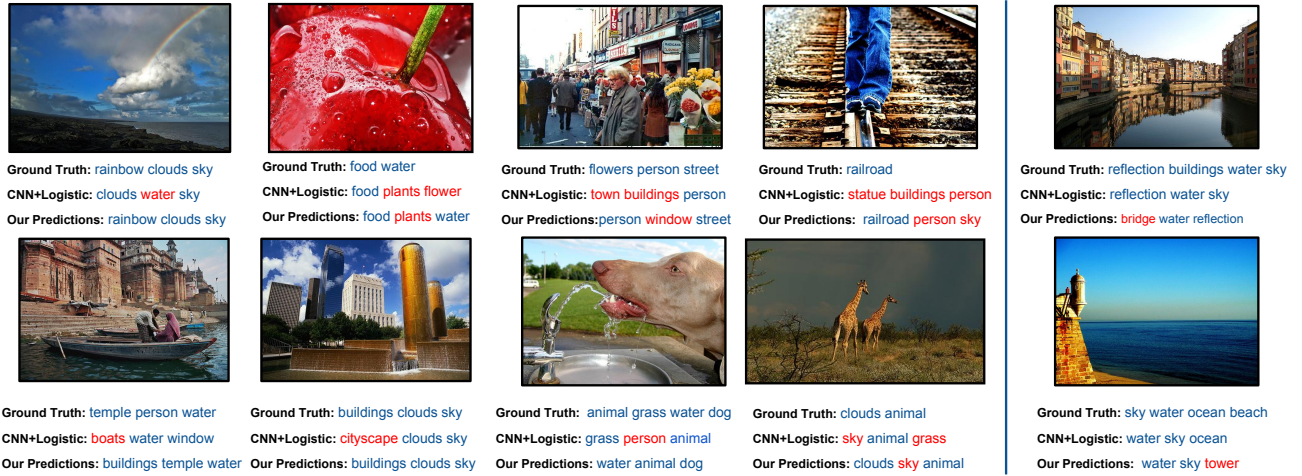 Ground Truth: rainbow clouds sky
CNN+Logistic: clouds water sky
Our Predictions: rainbow clouds sky
Ground Truth: food water
CNN+Logistic: food plants flower
Our Predictions: food plants water
Ground Truth: flowers person street
CNN+Logistic: town buildings person
Our Predictions:person window street
Ground Truth: railroad
CNN+Logistic: statue buildings person
Our Predictions: railroad person sky
Ground Truth: reflection buildings water sky
CNN+Logistic: reflection water sky
Our Predictions: bridge water reflection
Ground Truth: temple person water
CNN+Logistic: boats water window
Our Predictions: buildings temple water
Ground Truth: buildings clouds sky
CNN+Logistic: cityscape clouds sky
Our Predictions: buildings clouds sky
Ground Truth: animal grass water dog
CNN+Logistic: grass person animal
Our Predictions: water animal dog
Ground Truth: clouds animal
CNN+Logistic: sky animal grass
Our Predictions: clouds sky animal
Ground Truth: sky water ocean beach
CNN+Logistic: water sky ocean
Our Predictions: water sky tower